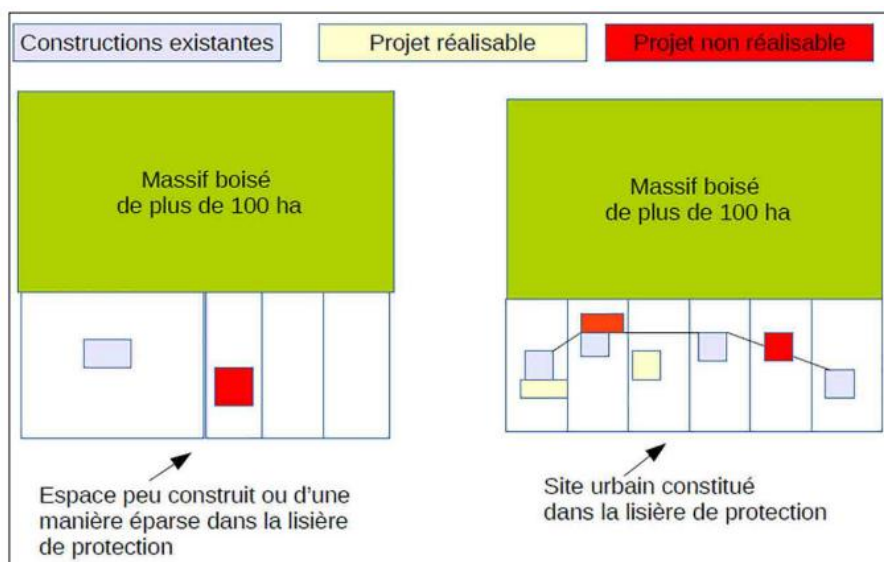 Constructions existantes
Projet réalisable
Projet non réalisable
Massif boisé
de plus de 100 ha
Massif boisé
de plus de 100 ha
Espace peu construit ou d'une
manière éparse dans la lisière
de protection
Site urbain constitué
dans la lisière de protection